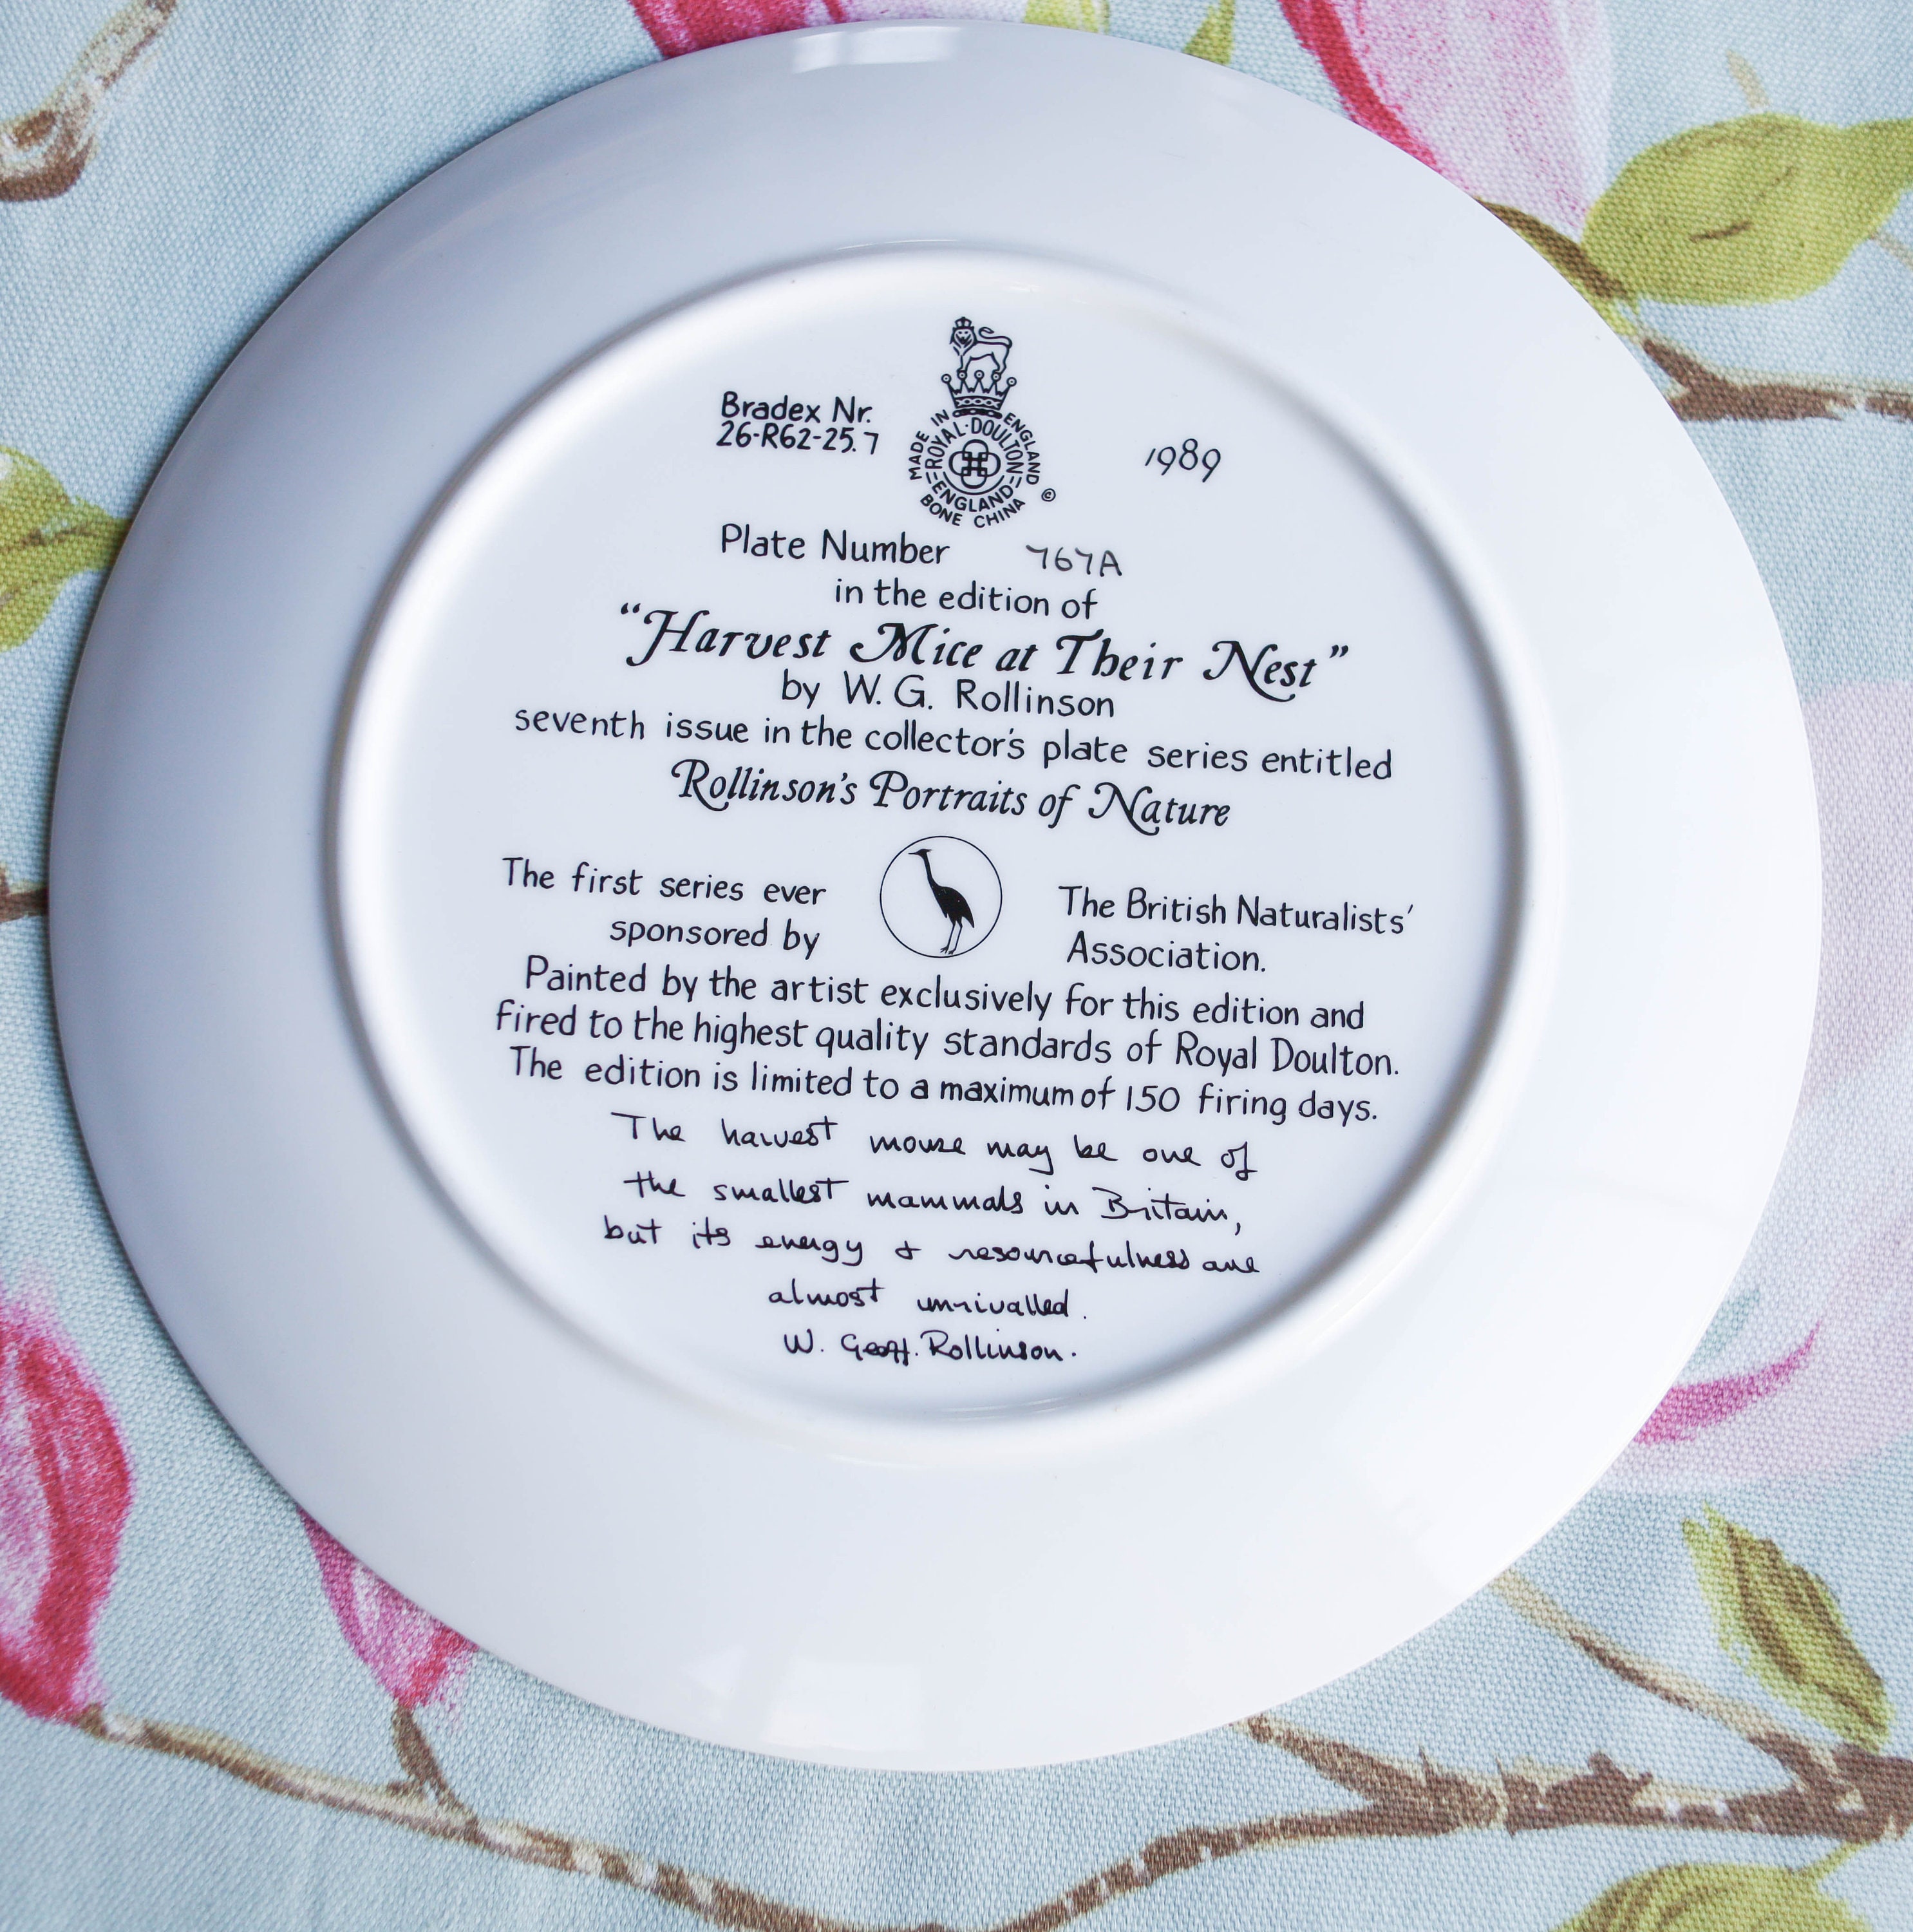 Bradex Nr.
26-R62-25.7
MADE IN ENGLAND
ROYAL·DOULTON
ENGLAND
BONE CHINA
©
1989
Plate Number 767A
in the edition of
“Harvest Mice at Their Nest”
by W. G. Rollinson
seventh issue in the collector's plate series entitled
Rollinson's Portraits of Nature
The first series ever
sponsored by
The British Naturalists'
Association.
Painted by the artist exclusively for this edition and
fired to the highest quality standards of Royal Doulton.
The edition is limited to a maximum of 150 firing days.
The harvest mouse may be one of
the smallest mammals in Britain,
but its energy & resourcefulness are
almost unrivalled.
W. Geoff. Rollinson.